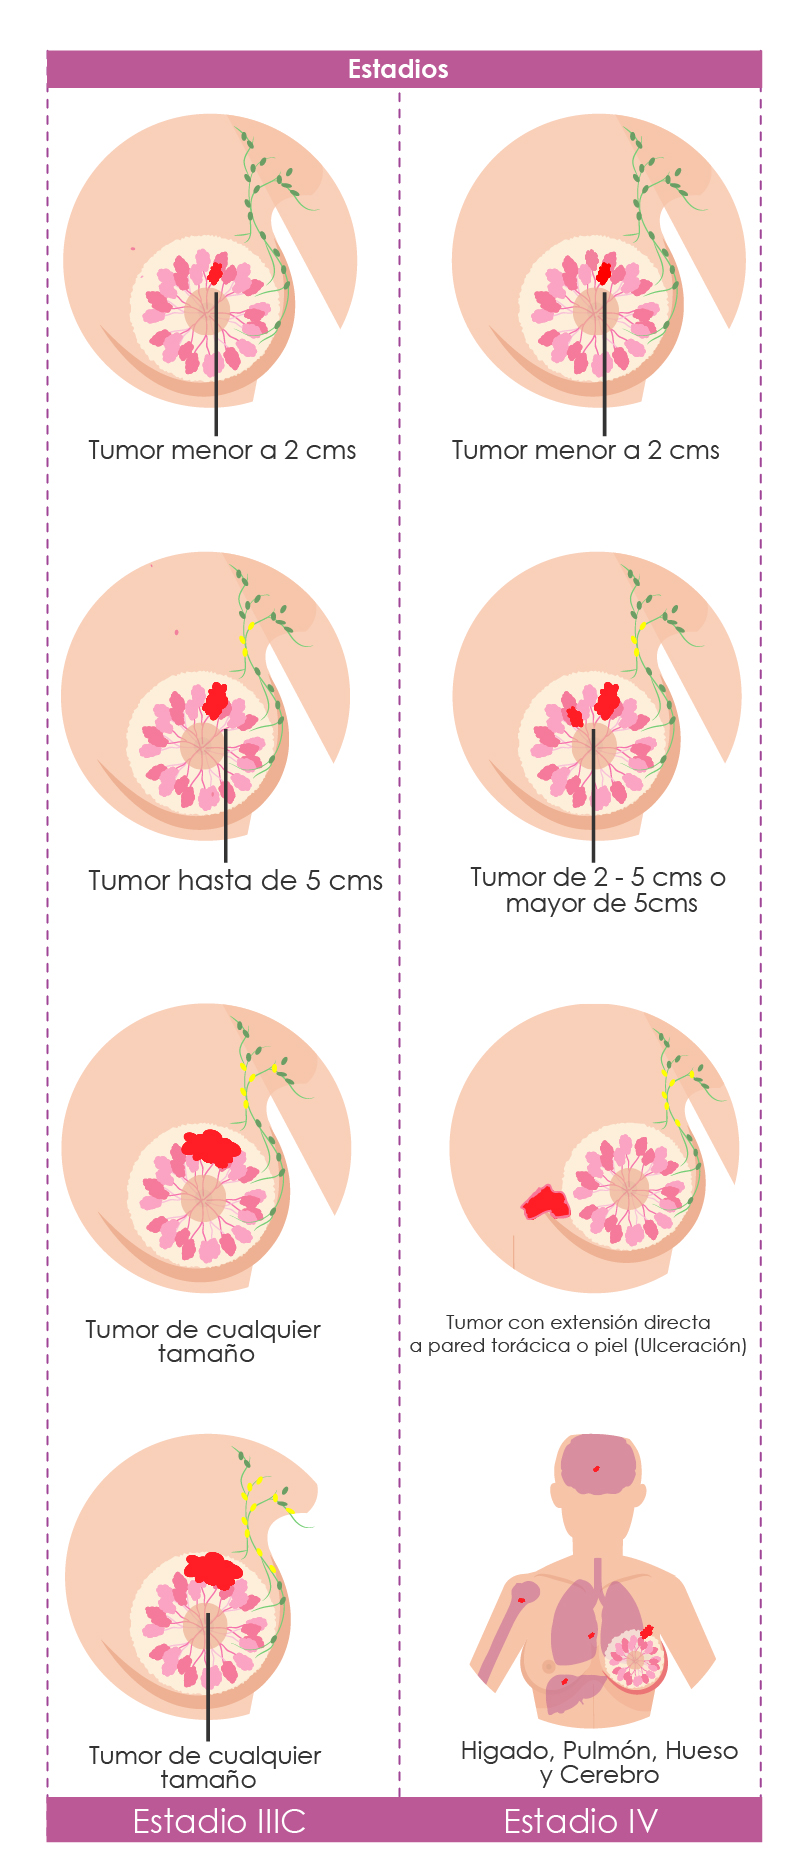 Estadios
Tumor menor a 2 cms
Tumor menor a 2 cms
Tumor hasta de 5 cms
Tumor de 2 - 5 cms o
mayor de 5cms
Tumor de cualquier
tamaño
Tumor con extensión directa
a pared torácica o piel (Ulceración)
Tumor de cualquier
tamaño
Higado, Pulmón, Hueso
y Cerebro
Estadio IIIC
Estadio IV